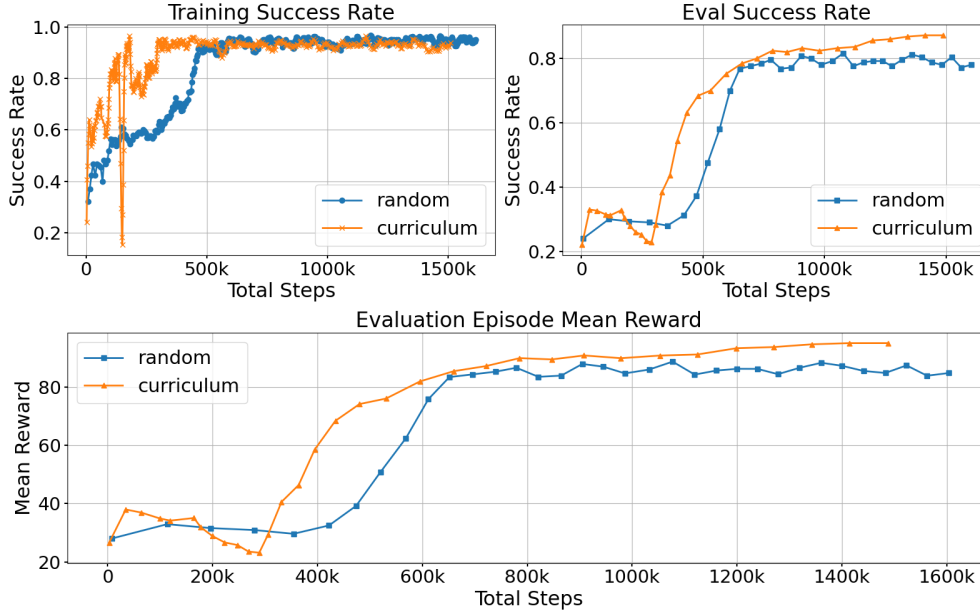 Training Success Rate
Success Rate
1.0
0.8
0.6
0.4
0.2
random
curriculum
0
500k
1000k
1500k
Total Steps
Eval Success Rate
Success Rate
0.8
0.6
0.4
0.2
random
curriculum
0
500k
1000k
1500k
Total Steps
Evaluation Episode Mean Reward
Mean Reward
80
60
40
20
random
curriculum
0
200k
400k
600k
800k
1000k
1200k
1400k
1600k
Total Steps